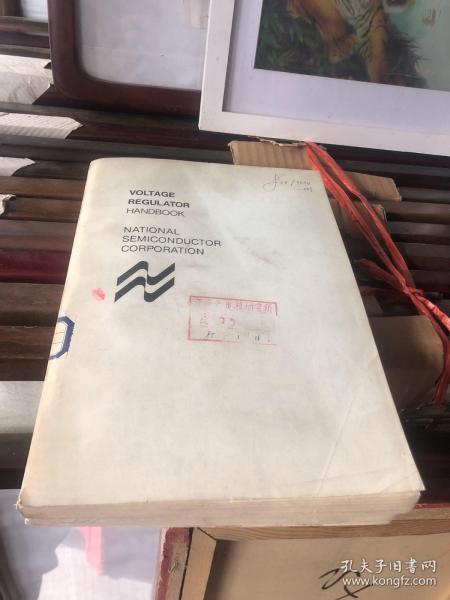 VOLTAGE
REGULATOR
HANDBOOK
NATIONAL
SEMICONDUCTOR
CORPORATION
孔夫子旧书网
www.kongfz.com